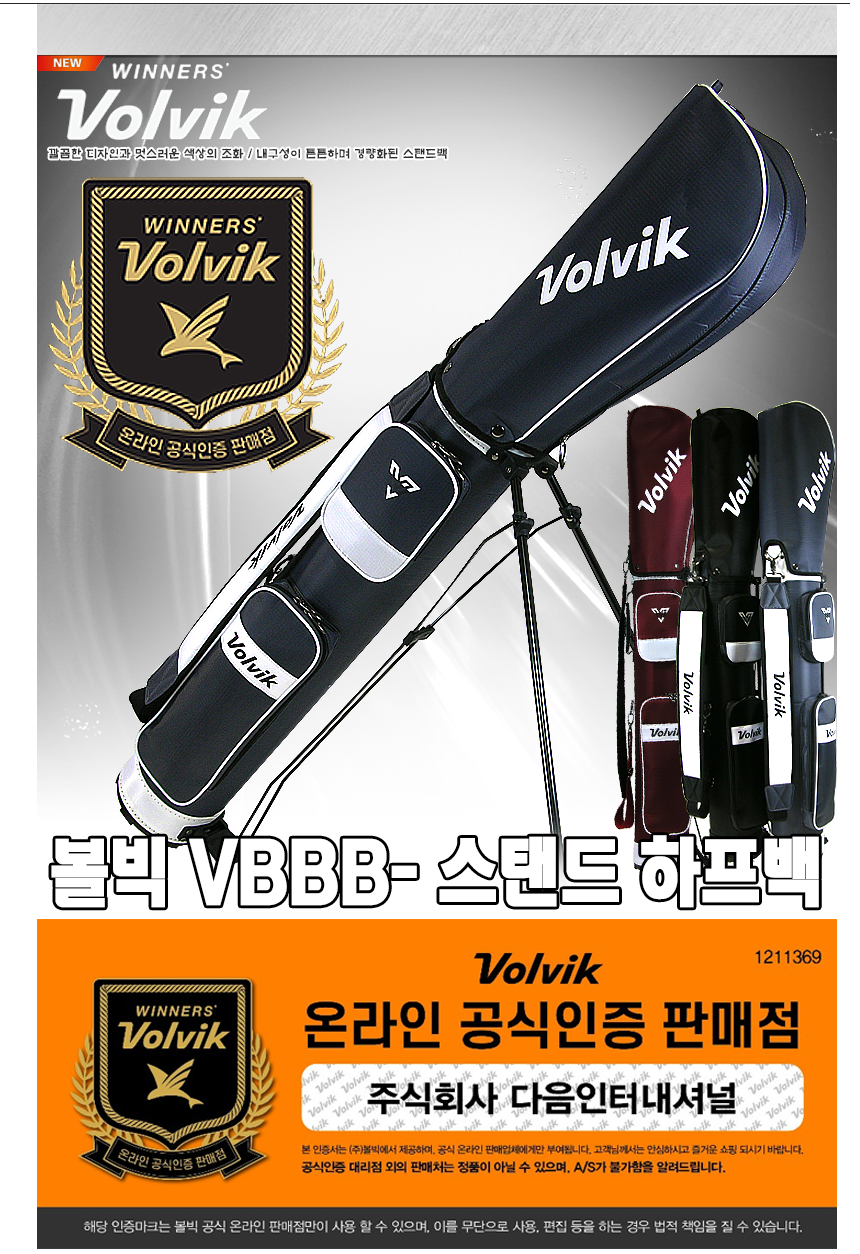 NEW
WINNERS'
Volvik
깔끔한 디자인과 멋스러운 색상의 조화 / 내구성이 튼튼하며 경량화된 스탠드백
WINNERS'
Volvik
온라인 공식인증 판매점
Volvik
Volvik
Volvik
Volvik
Volvik
Volvik
Volvik
Volvik
Volvik
Volvik
Volvik
볼빅 VBBB- 스탠드 하프백
Volvik
1211369
온라인 공식인증 판매점
WINNERS'
Volvik
온라인 공식인증 판매점
주식회사 다음인터내셔널
본 인증서는 (주)볼빅에서 제공하며, 공식 온라인 판매업체에게만 부여됩니다. 고객님께서는 안심하시고 즐거운 쇼핑 되시기 바랍니다.
공식인증 대리점 외의 판매처는 정품이 아닐 수 있으며, A/S가 불가함을 알려드립니다.
해당 인증마크는 볼빅 공식 온라인 판매점만이 사용 할 수 있으며, 이를 무단으로 사용, 편집 등을 하는 경우 법적 책임을 질 수 있습니다.